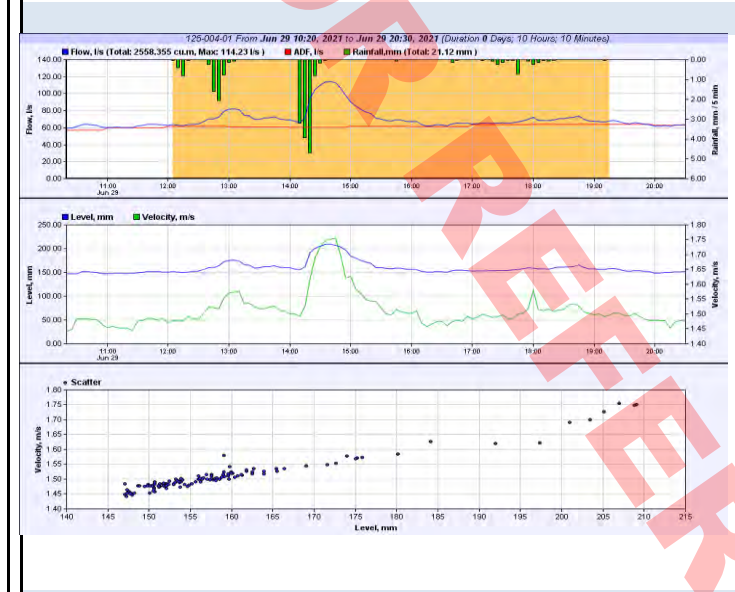 125-004-01 From Jun 29 10:20, 2021 to Jun 29 20:30, 2021 (Duration 0 Days; 10 Hours; 10 Minutes)
Flow, l/s (Total: 2558.355 cu.m, Max: 114.23 l/s ) ADF, l/s Rainfall,mm (Total: 21.12 mm )
140.00 0.00
120.00 1.00
100.00 2.00
80.00 3.00
60.00
40.00 4.00
20.00 5.00
0.00 6.00
Flow, l/s
Rainfall, mm / 5 min
11:00 12:00 13:00 14:00 15:00 16:00 17:00 18:00 19:00 20:00
Jun 29
Level, mm Velocity, m/s
250.00 1.80
200.00 1.75
1.70
150.00 1.65
1.60
100.00 1.55
50.00 1.50
1.45
0.00 1.40
Level, mm
Velocity, m/s
11:00 12:00 13:00 14:00 15:00 16:00 17:00 18:00 19:00 20:00
Jun 29
Scatter
1.80
1.75
1.70
1.65
1.60
1.55
1.50
1.45
1.40
Velocity, m/s
140 145 150 155 160 165 170 175 180 185 190 195 200 205 210 215
Level, mm
REFER